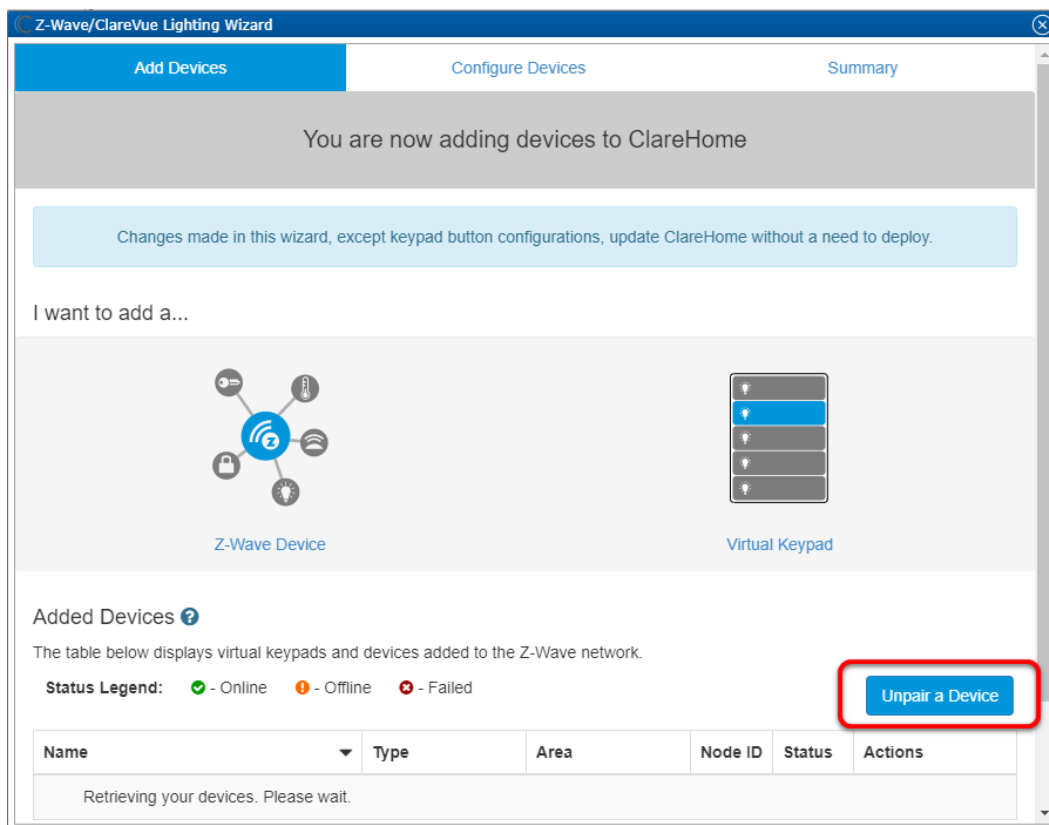 Z-Wave/ClareVue Lighting Wizard
Add Devices Configure Devices Summary
You are now adding devices to ClareHome
Changes made in this wizard, except keypad button configurations, update ClareHome without a need to deploy.
I want to add a...
Z-Wave Device Virtual Keypad
Added Devices ?
The table below displays virtual keypads and devices added to the Z-Wave network.
Status Legend: - Online - Offline - Failed
Unpair a Device
Name Type Area Node ID Status Actions
Retrieving your devices. Please wait.